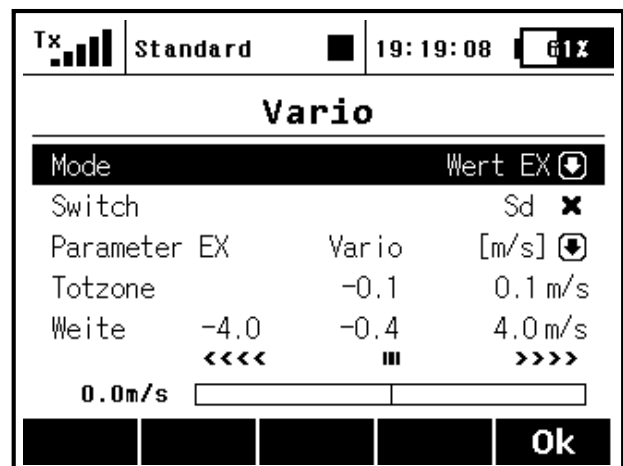 Tx Standard 19:19:08 61%
Vario
Mode Wert EX
Switch Sd ✖
Parameter EX Vario [m/s]
Totzone -0.1 0.1 m/s
Weite -4.0 -0.4 4.0 m/s
<<<< >>>>
0.0m/s
Ok